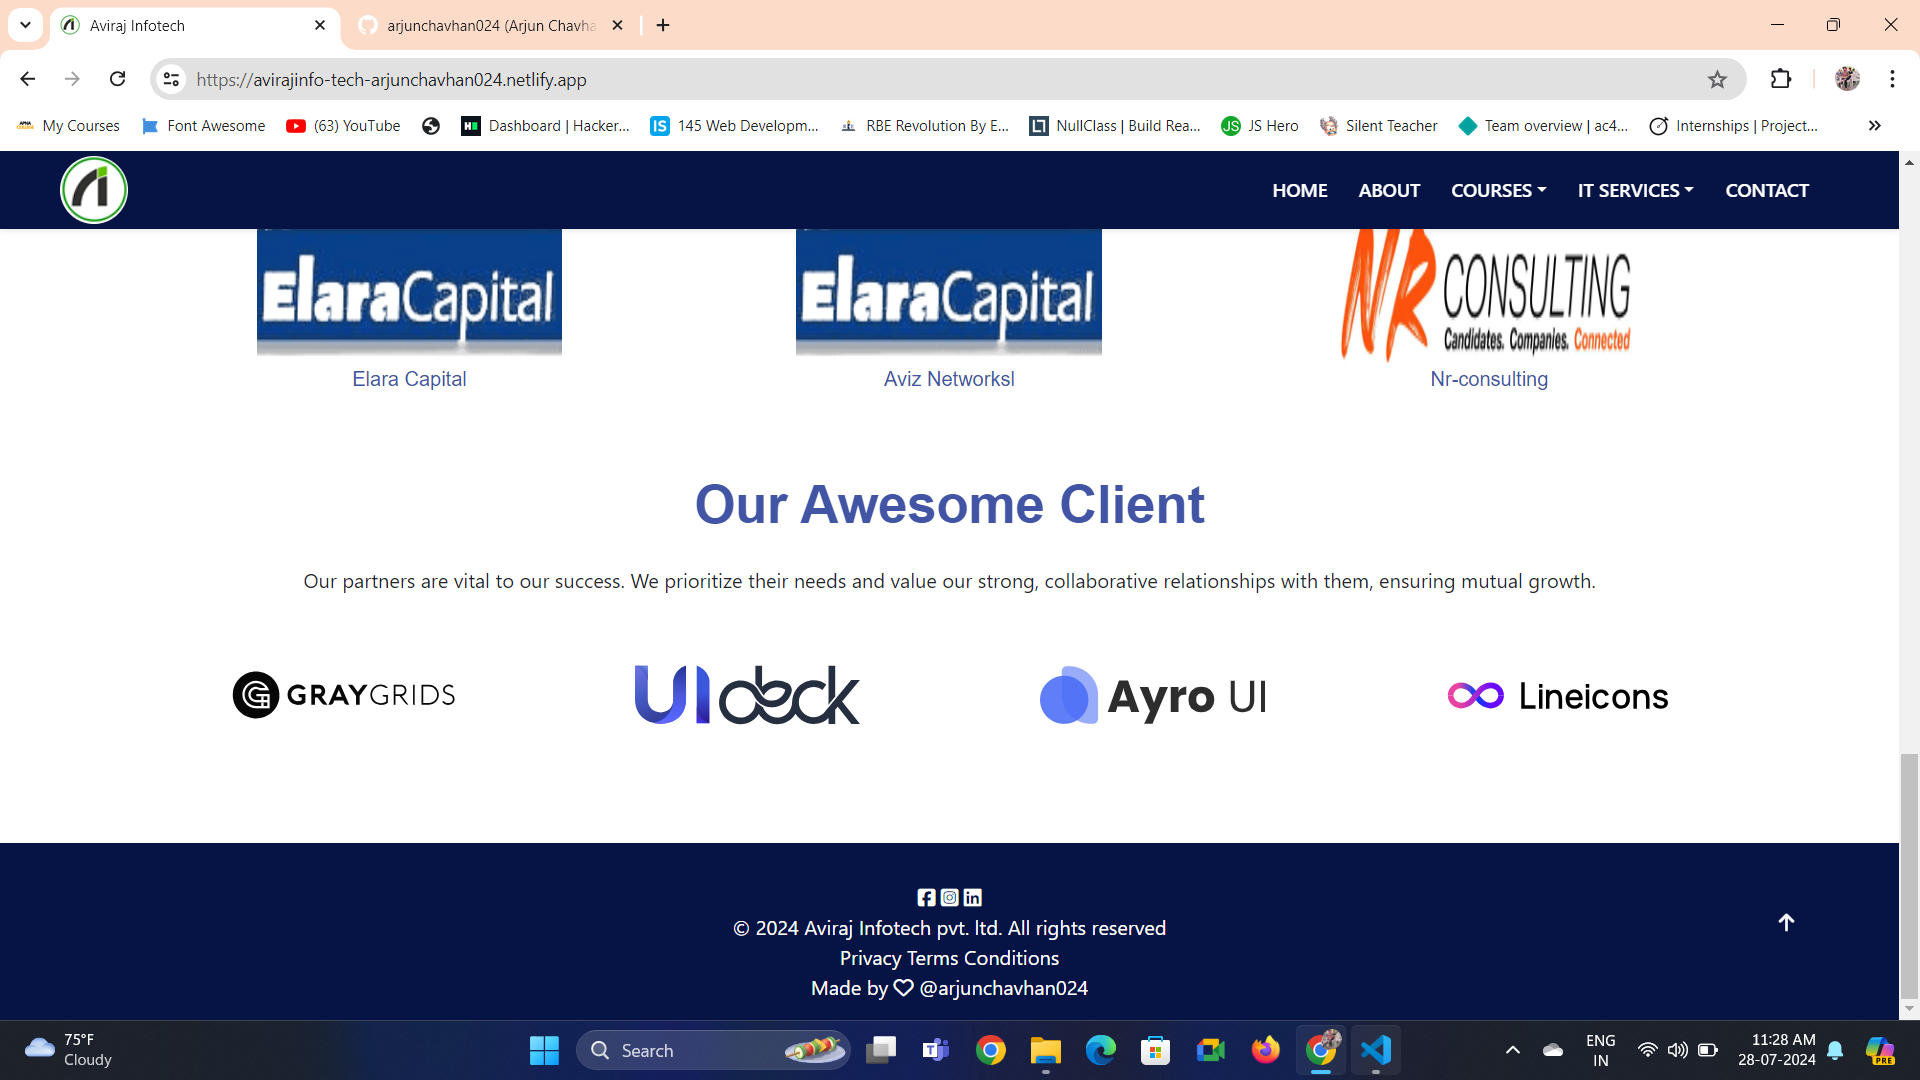 Aviraj Infotech
arjunchavhan024 (Arjun Chavha
https://avirajinfo-tech-arjunchavhan024.netlify.app
My Courses
Font Awesome
(63) YouTube
Dashboard | Hacker...
IS 145 Web Developm...
RBE Revolution By E...
NullClass | Build Rea...
JS JS Hero
Silent Teacher
Team overview | ac4...
Internships | Project...
HOME ABOUT COURSES IT SERVICES CONTACT
ElaraCapital
ElaraCapital
NR CONSULTING
Candidates. Companies. Connected
Elara Capital
Aviz Networksl
Nr-consulting
Our Awesome Client
Our partners are vital to our success. We prioritize their needs and value our strong, collaborative relationships with them, ensuring mutual growth.
GRAYGRIDS
UI deck
Ayro UI
Lineicons
© 2024 Aviraj Infotech pvt. ltd. All rights reserved
Privacy Terms Conditions
Made by @arjunchavhan024
75°F
Cloudy
Search
ENG
IN
11:28 AM
28-07-2024
PRE